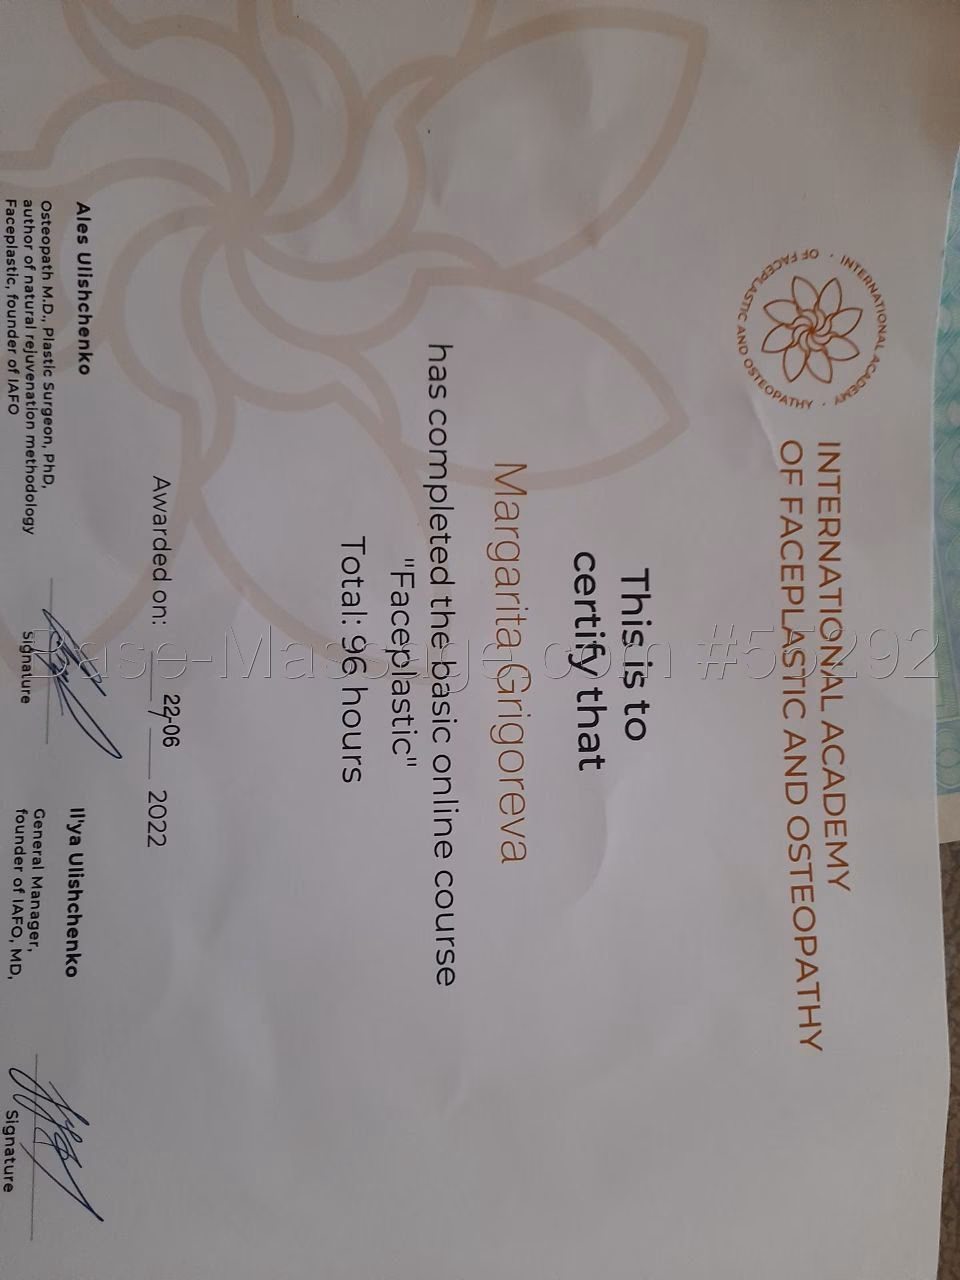 INTERNATIONAL ACADEMY OF FACEPLASTIC AND OSTEOPATHY
INTERNATIONAL ACADEMY
OF FACEPLASTIC AND OSTEOPATHY
This is to
certify that
Margarita Grigoreva
has completed the basic online course
"Faceplastic"
Total: 96 hours
Awarded on: 22-06 2022
Ales Ulishchenko
Osteopath M.D., Plastic Surgeon, PhD,
author of natural rejuvenation methodology
Faceplastic, founder of IAFO
Signature
Il'ya Ulishchenko
General Manager,
founder of IAFO, MD,
Signature
Base-Massage.com #55292